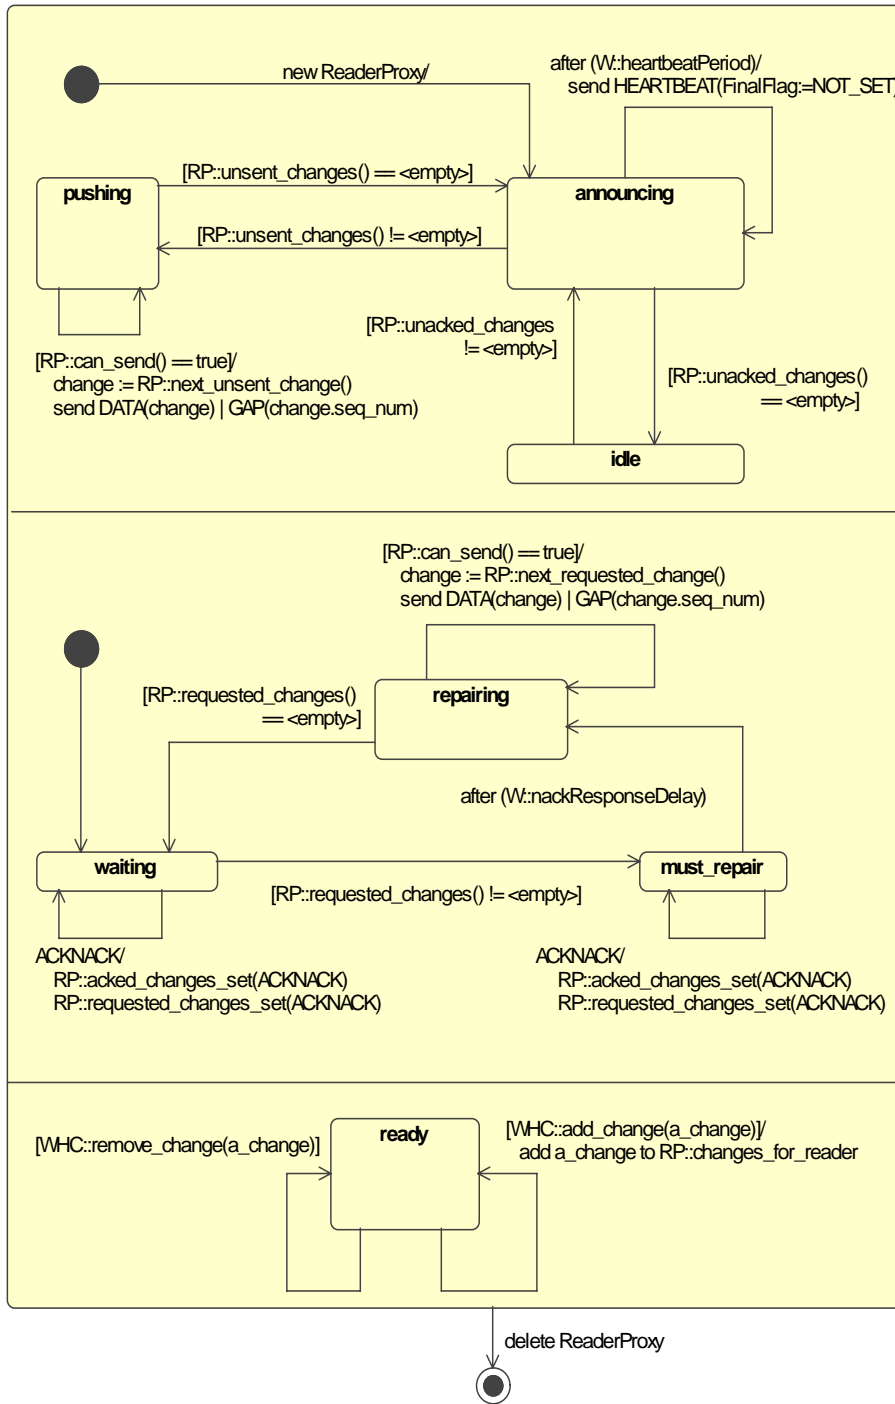 new ReaderProxy/
after (W::heartbeatPeriod)/
send HEARTBEAT(FinalFlag:=NOT_SET)
[RP::unsent_changes() == <empty>]
pushing
announcing
[RP::unsent_changes() != <empty>]
[RP::unacked_changes
!= <empty>]
[RP::can_send() == true]/
change := RP::next_unsent_change()
send DATA(change) | GAP(change.seq_num)
[RP::unacked_changes()
== <empty>]
idle
[RP::can_send() == true]/
change := RP::next_requested_change()
send DATA(change) | GAP(change.seq_num)
[RP::requested_changes()
== <empty>]
repairing
after (W::nackResponseDelay)
waiting
must_repair
[RP::requested_changes() != <empty>]
ACKNACK/
RP::acked_changes_set(ACKNACK)
RP::requested_changes_set(ACKNACK)
ACKNACK/
RP::acked_changes_set(ACKNACK)
RP::requested_changes_set(ACKNACK)
[WHC::remove_change(a_change)]
ready
[WHC::add_change(a_change)]/
add a_change to RP::changes_for_reader
delete ReaderProxy